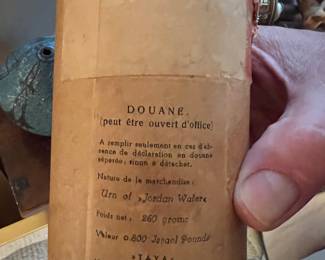 DOUANE.
(peut être ouvert d'office)
A remplir seulement en cas d'ab-
sence de déclaration en douane
séparée; sinon à détacher.
Nature de la marchandise:
Urn of "Jordan Water"
Poids net: 260 grams
Valeur 0.800 Israel Pounds